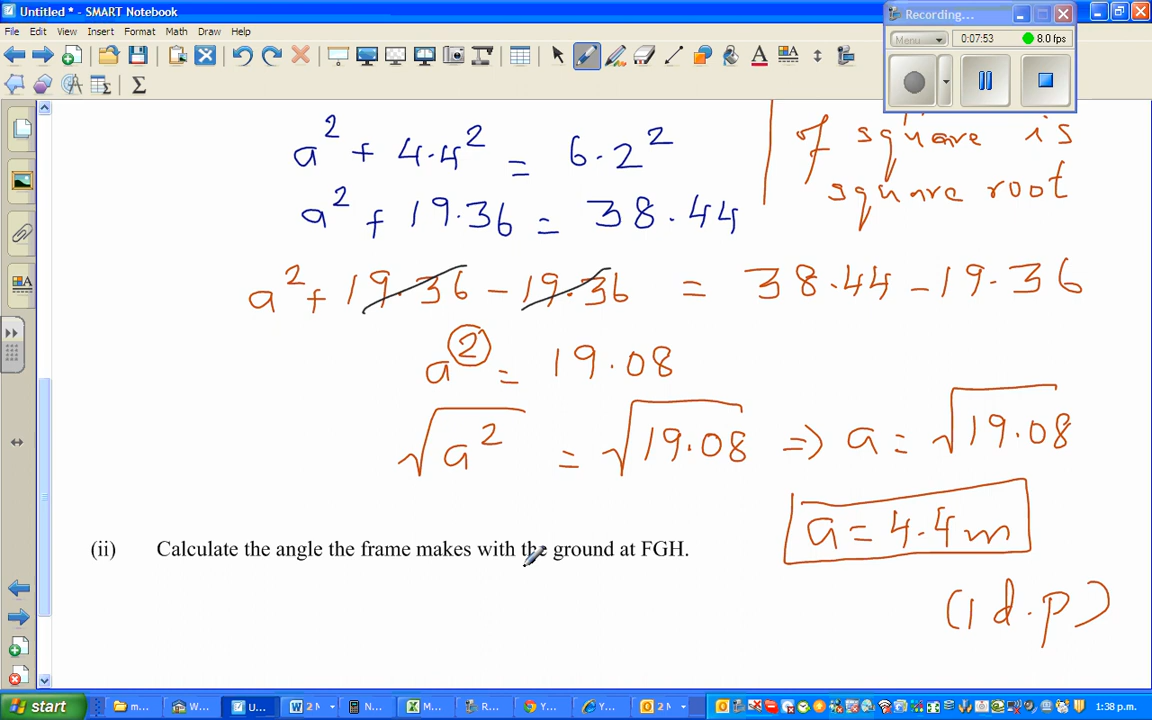 Untitled * - SMART Notebook
Recording...
File Edit View Insert Format Math Draw Help
Menu
0:07:53
8.0 fps
a² + 4.4² = 6.2²
of square is
square root
a² + 19.36 = 38.44
a² + 19.36 - 19.36 = 38.44 - 19.36
a² = 19.08
√a² = √19.08 => a = √19.08
a = 4.4m
(1 d.p)
(ii) Calculate the angle the frame makes with the ground at FGH.
start
m...
W...
U...
2 M
N...
M...
R...
Y...
Y...
2 M
1:38 p.m.